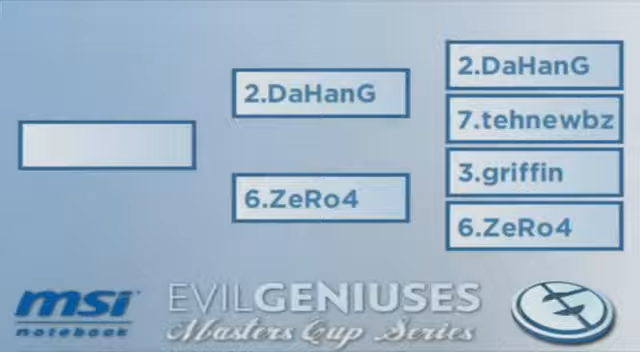 2.DaHanG
7.tehnewbz
3.griffin
6.ZeRo4
2.DaHanG
6.ZeRo4
msi
notebook
EVILGENIUSES
Masters Cup Series